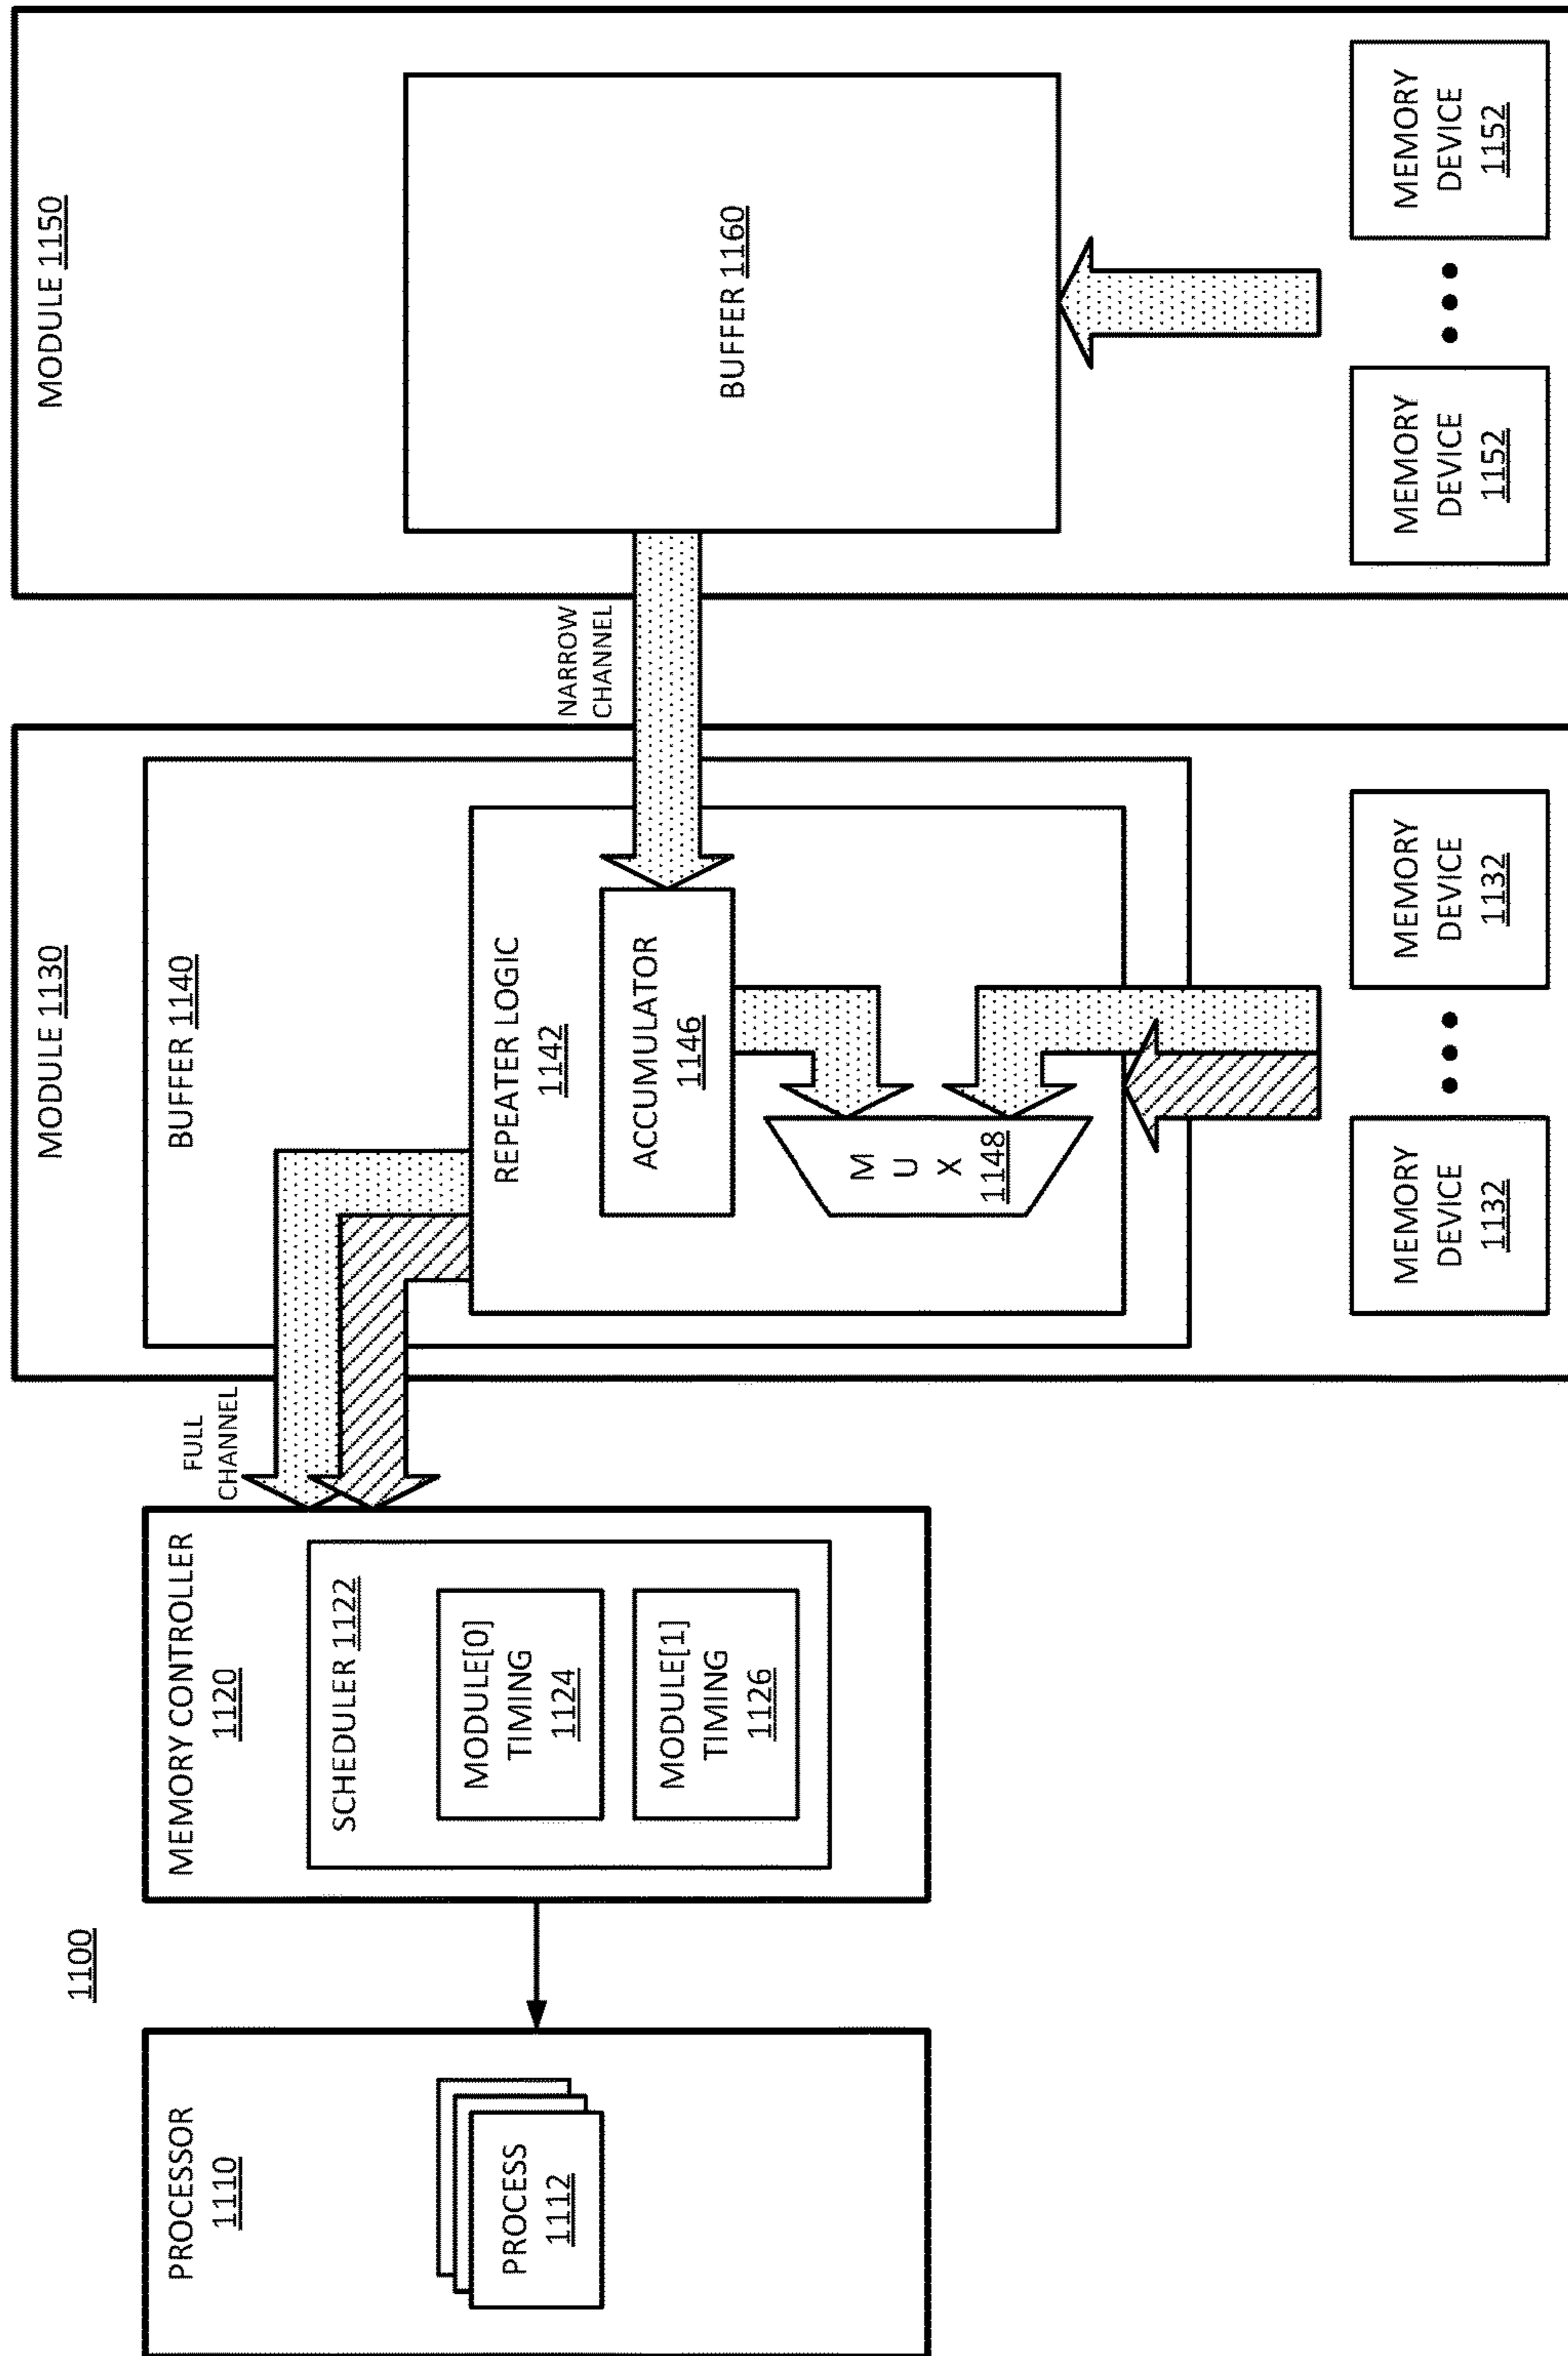 1100
PROCESSOR
1110
PROCESS
1112
MEMORY CONTROLLER
1120
SCHEDULER 1122
MODULE[0]
TIMING
1124
MODULE[1]
TIMING
1126
FULL
CHANNEL
MODULE 1130
BUFFER 1140
REPEATER LOGIC
1142
ACCUMULATOR
1146
M
U
X
1148
MEMORY
DEVICE
1132
MEMORY
DEVICE
1132
NARROW
CHANNEL
MODULE 1150
BUFFER 1160
MEMORY
DEVICE
1152
MEMORY
DEVICE
1152